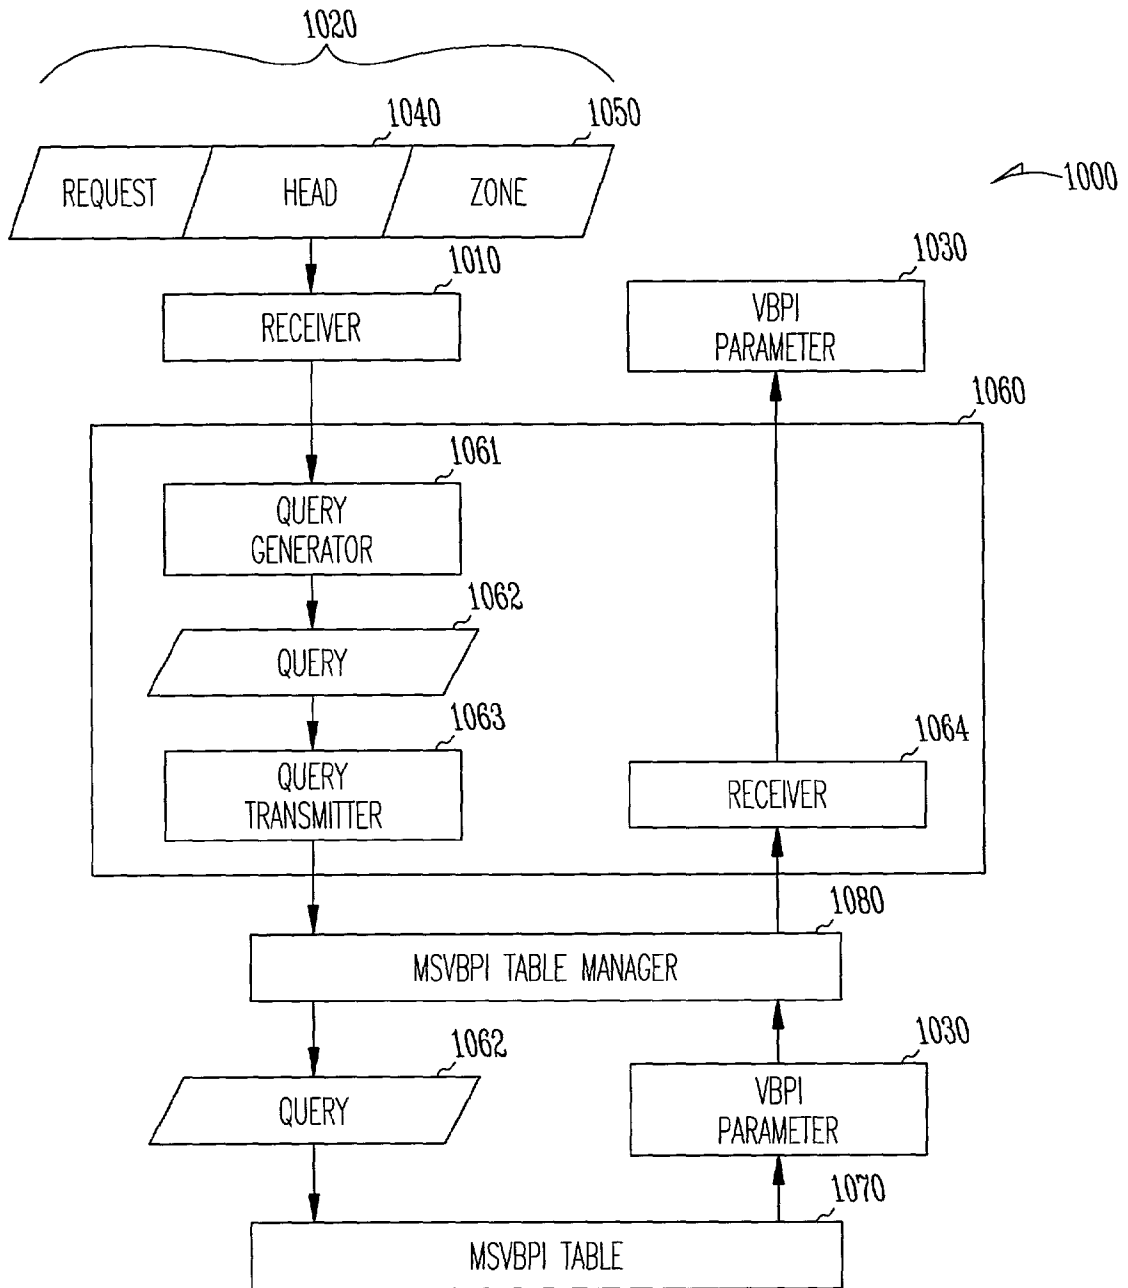 1020
1040
1050
REQUEST
HEAD
ZONE
1000
1010
RECEIVER
1030
VBPI
PARAMETER
1060
1061
QUERY
GENERATOR
1062
QUERY
1063
QUERY
TRANSMITTER
1064
RECEIVER
1080
MSVBPI TABLE MANAGER
1062
QUERY
1030
VBPI
PARAMETER
1070
MSVBPI TABLE